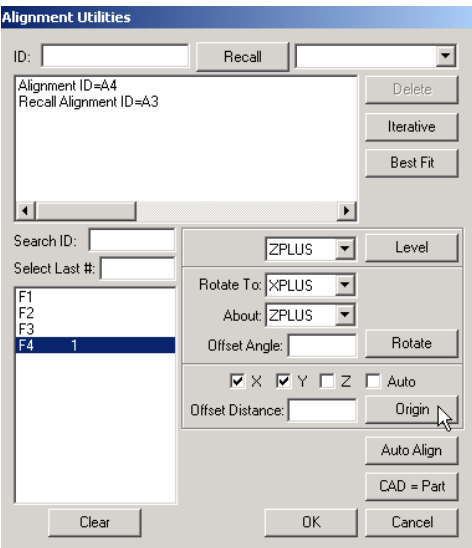 Alignment Utilities
ID: Recall
Alignment ID=A4
Recall Alignment ID=A3
Delete
Iterative
Best Fit
Search ID:
Select Last #:
F1
F2
F3
F4 1
ZPLUS Level
Rotate To: XPLUS
About: ZPLUS
Offset Angle: Rotate
X Y Z Auto
Offset Distance: Origin
Auto Align
CAD = Part
Clear OK Cancel